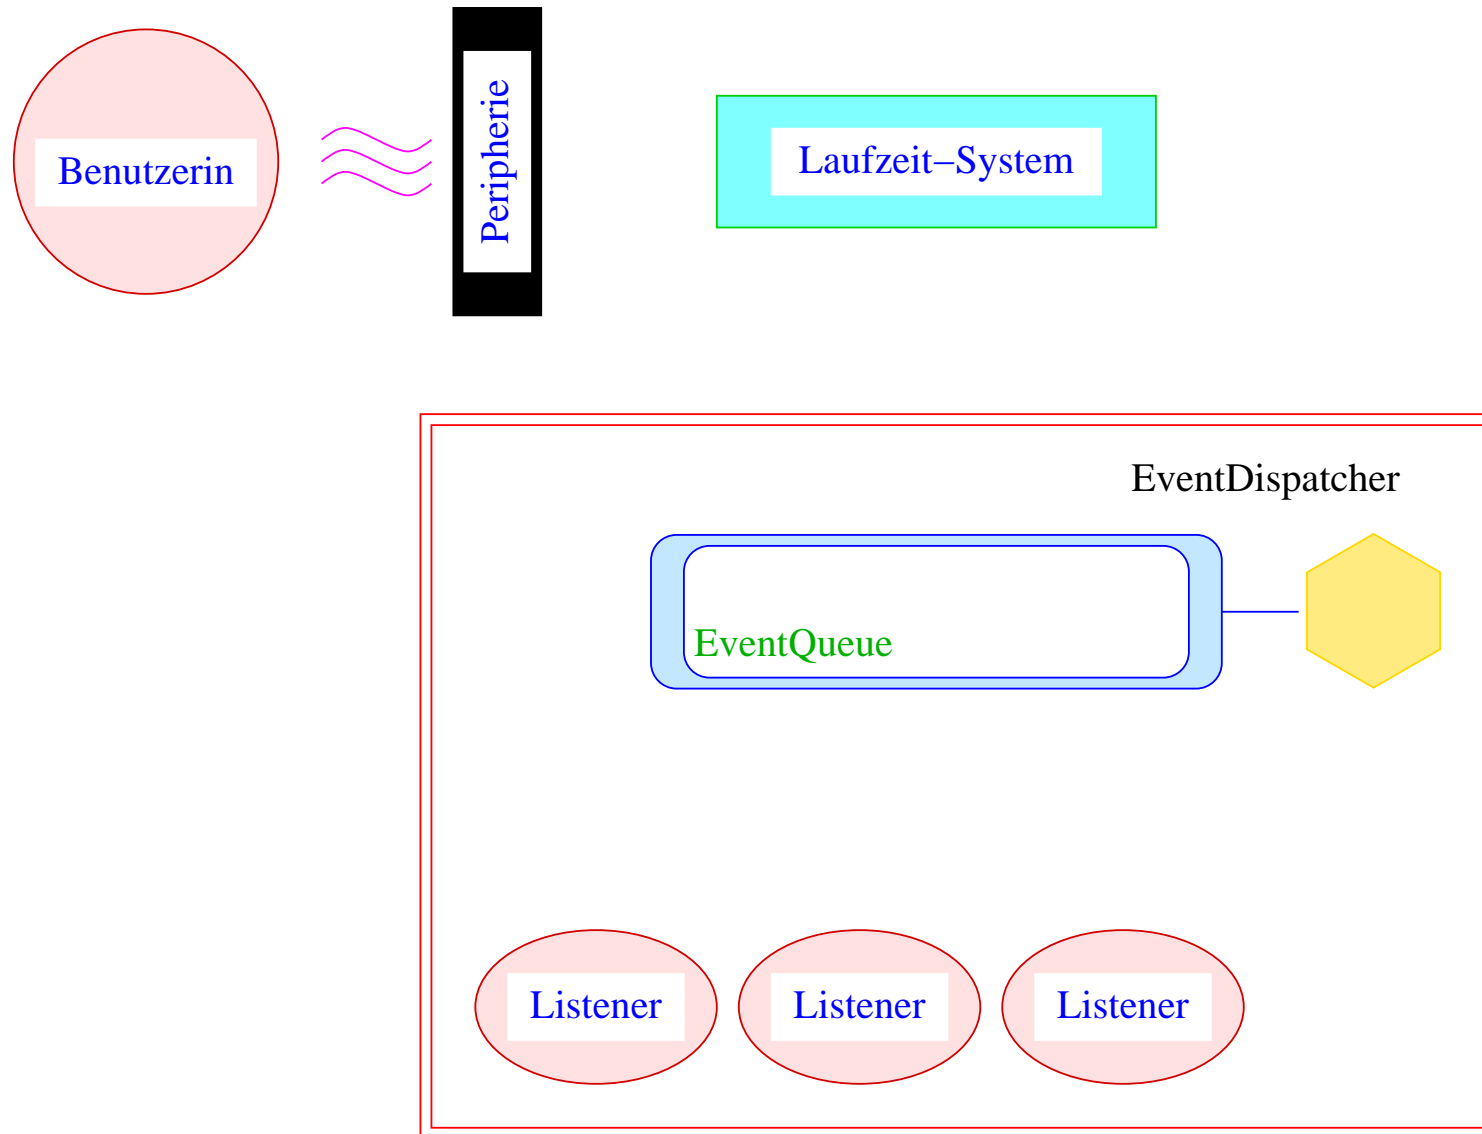 Benutzerin
Peripherie
Laufzeit–System
EventDispatcher
EventQueue
Listener
Listener
Listener